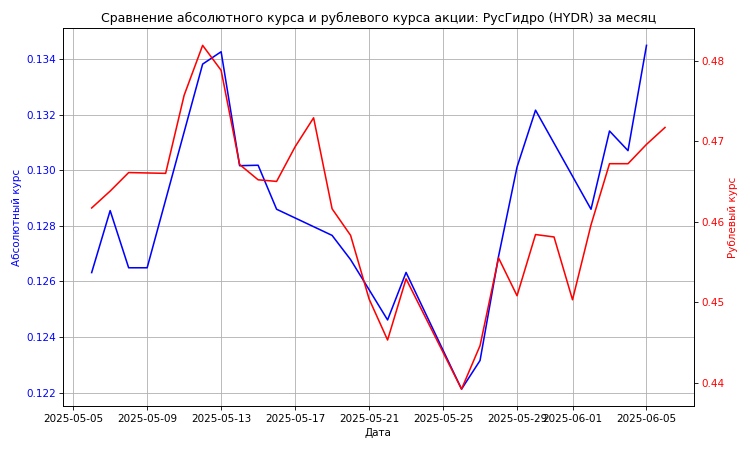 Сравнение абсолютного курса и рублевого курса акции: РусГидро (HYDR) за месяц
Абсолютный курс
0.134
0.132
0.130
0.128
0.126
0.124
0.122
0.48
0.47
0.46
0.45
0.44
Рублевый курс
2025-05-05 2025-05-09 2025-05-13 2025-05-17 2025-05-21 2025-05-25 2025-05-29 2025-06-01 2025-06-05
Дата